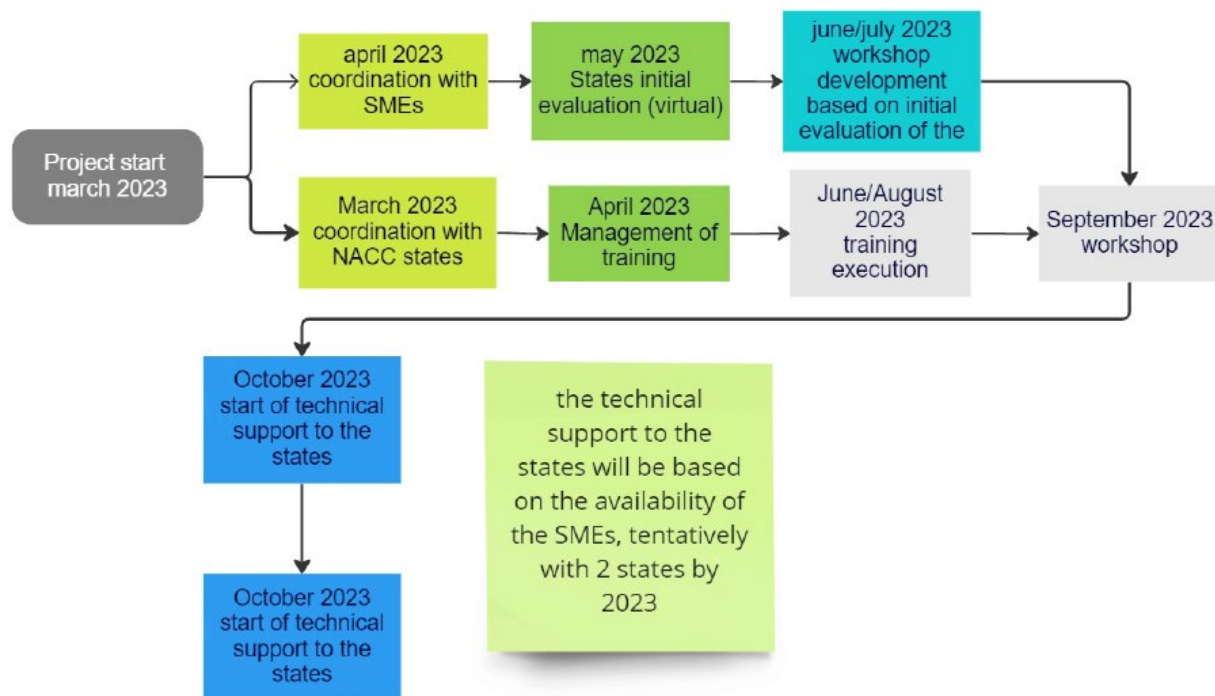 april 2023
coordination with
SMEs
may 2023
States initial
evaluation (virtual)
june/july 2023
workshop
development
based on initial
evaluation of the
Project start
march 2023
March 2023
coordination with
NACC states
April 2023
Management of
training
June/August
2023
training
execution
September 2023
workshop
October 2023
start of technical
support to the
states
the technical
support to the
states will be based
on the availability of
the SMEs, tentatively
with 2 states by
2023
October 2023
start of technical
support to the
states